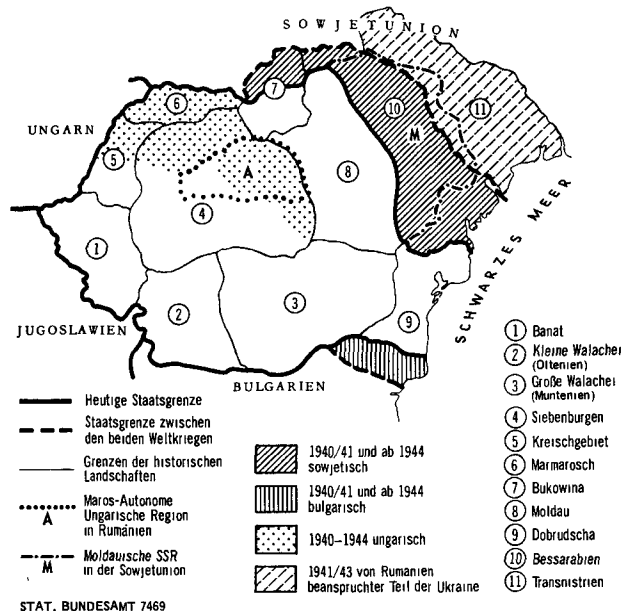 SOWJETUNION
UNGARN
JUGOSLAWIEN
BULGARIEN
SCHWARZES MEER
1
2
3
4
5
6
7
8
9
10
11
A
M
Heutige Staatsgrenze
Staatsgrenze zwischen
den beiden Weltkriegen
Grenzen der historischen
Landschaften
Maros-Autonome
A Ungarische Region
in Rumänien
Moldauische SSR
M in der Sowjetunion
1940/41 und ab 1944
sowjetisch
1940/41 und ab 1944
bulgarisch
1940-1944 ungarisch
1941/43 von Rumanien
beanspruchter Teil der Ukraine
1 Banat
2 Kleine Walachei
(Oltenien)
3 Große Walachei
(Muntenien)
4 Siebenburgen
5 Kreischgebiet
6 Marmarosch
7 Bukowina
8 Moldau
9 Dobrudscha
10 Bessarabien
11 Transnistrien
STAT. BUNDESAMT 7469